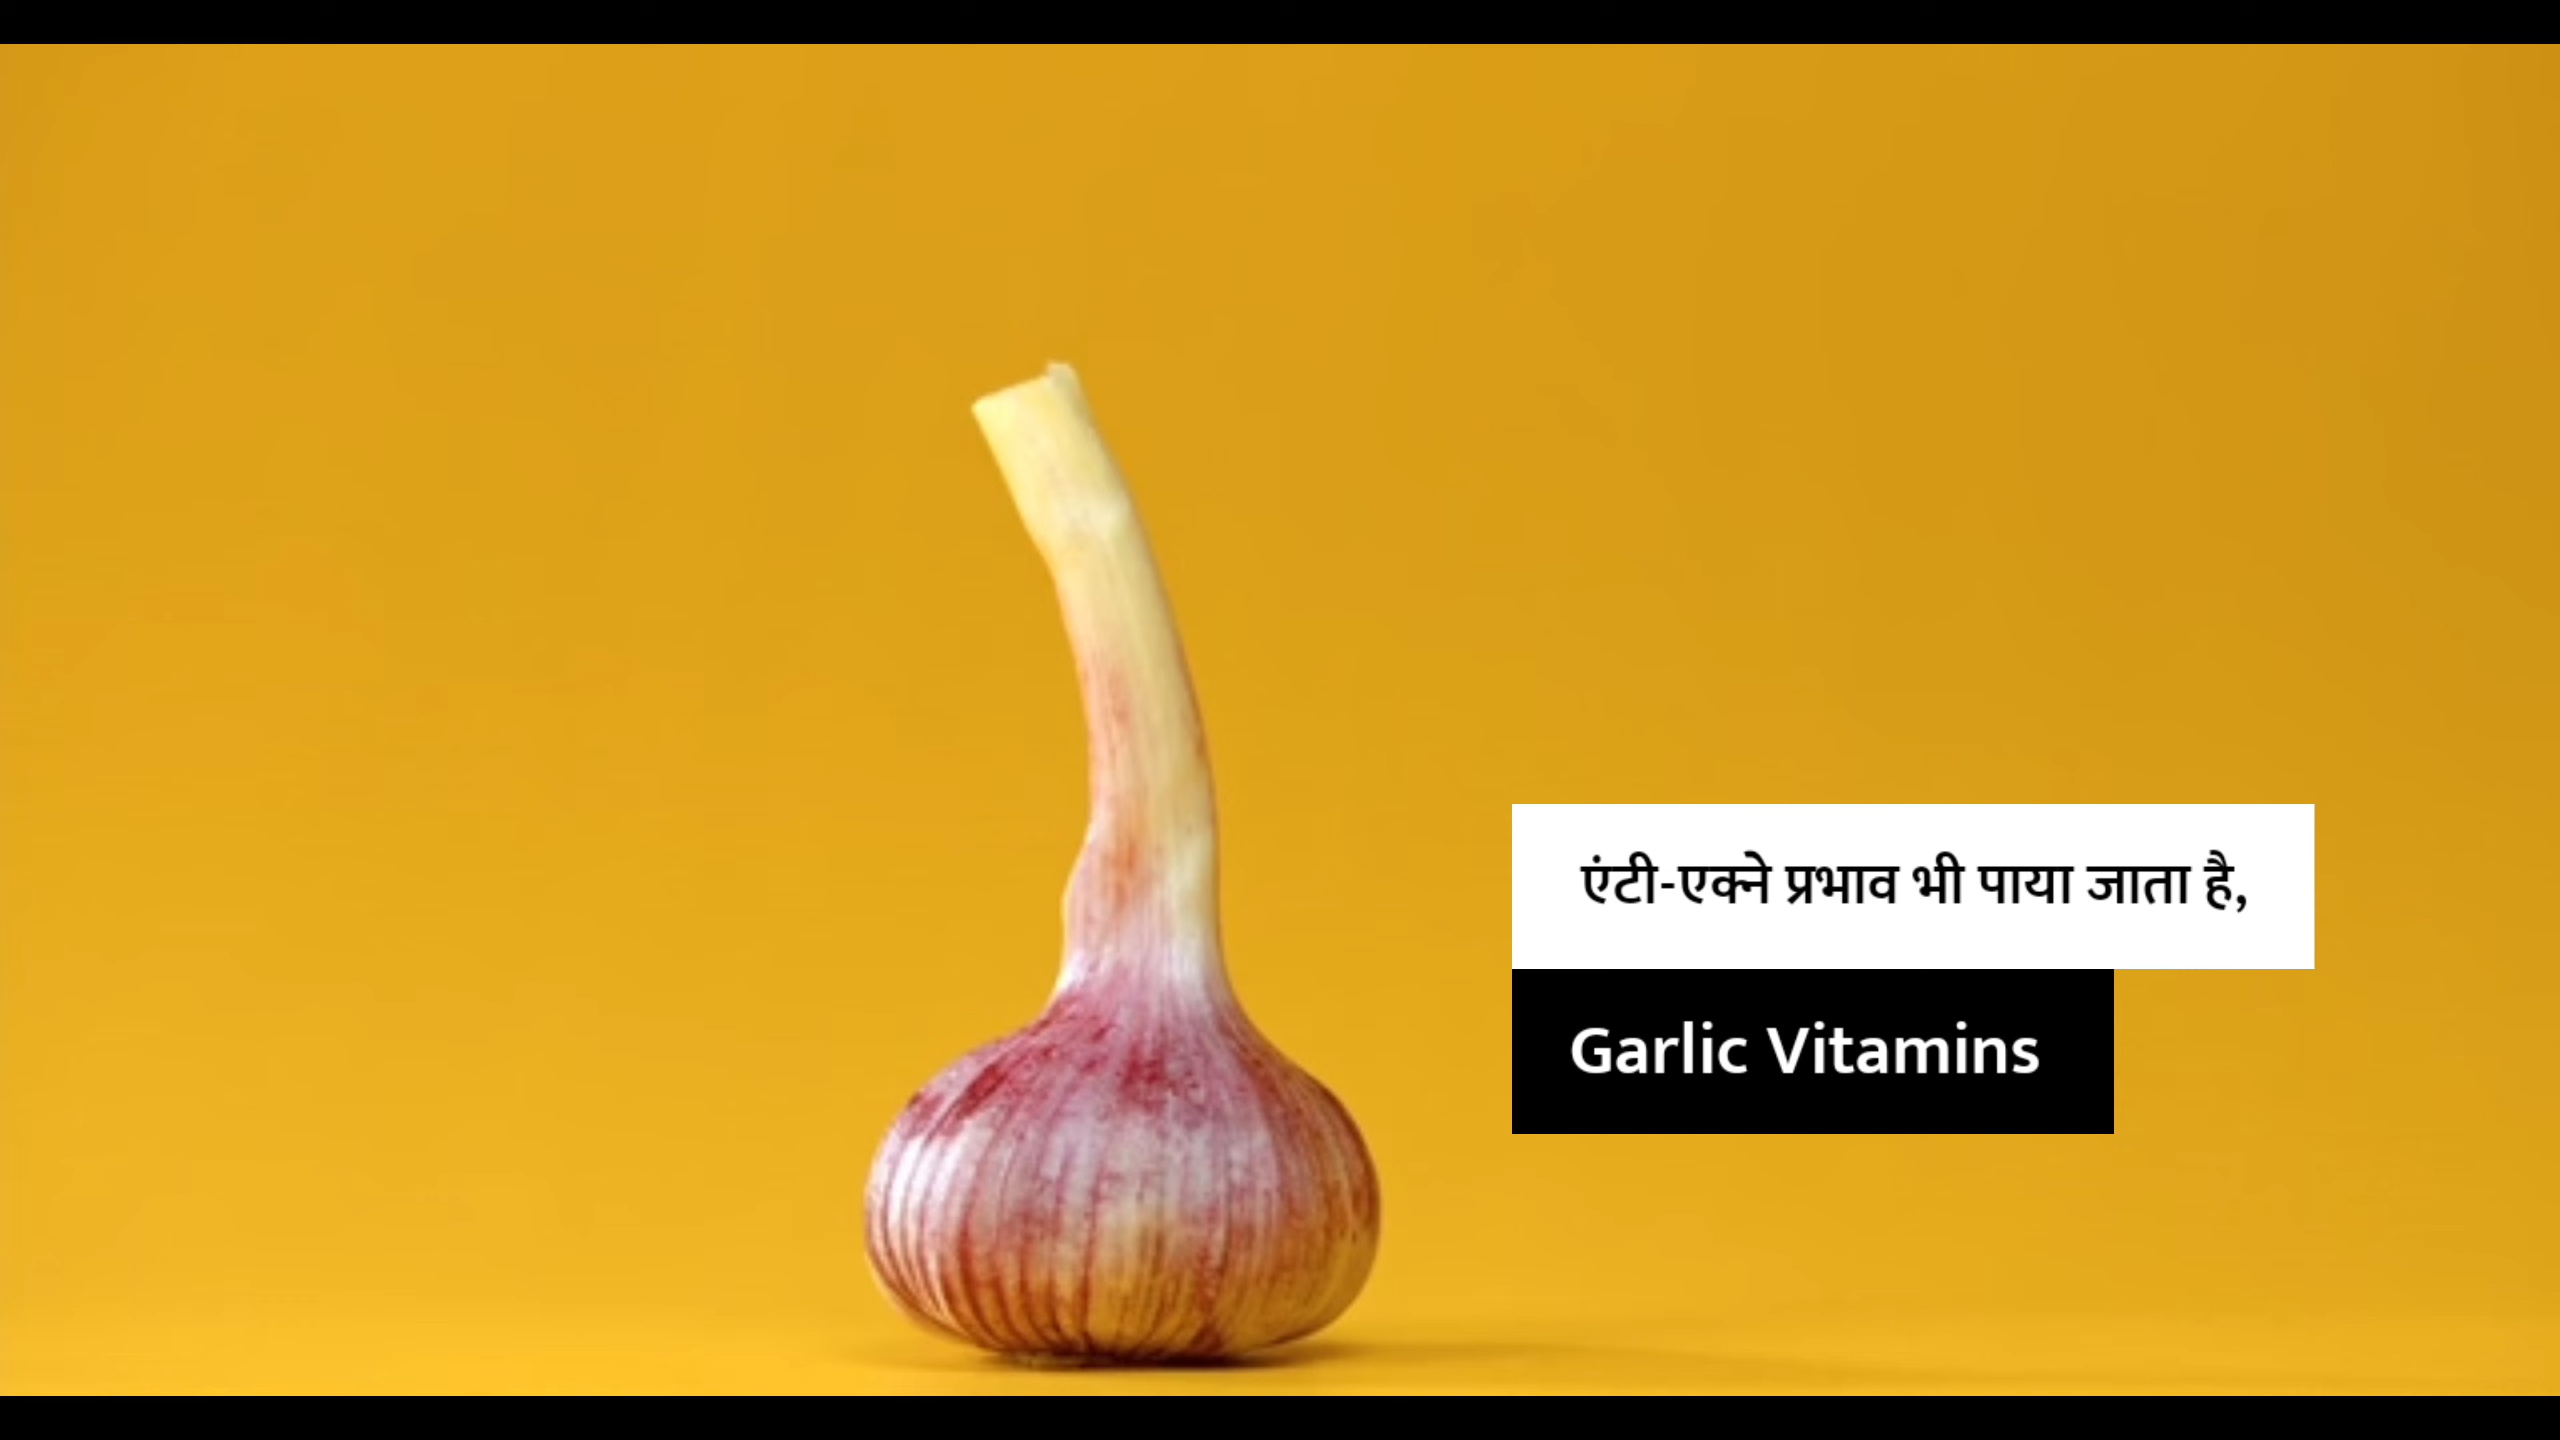 एंटी-एक्ने प्रभाव भी पाया जाता है,
Garlic Vitamins